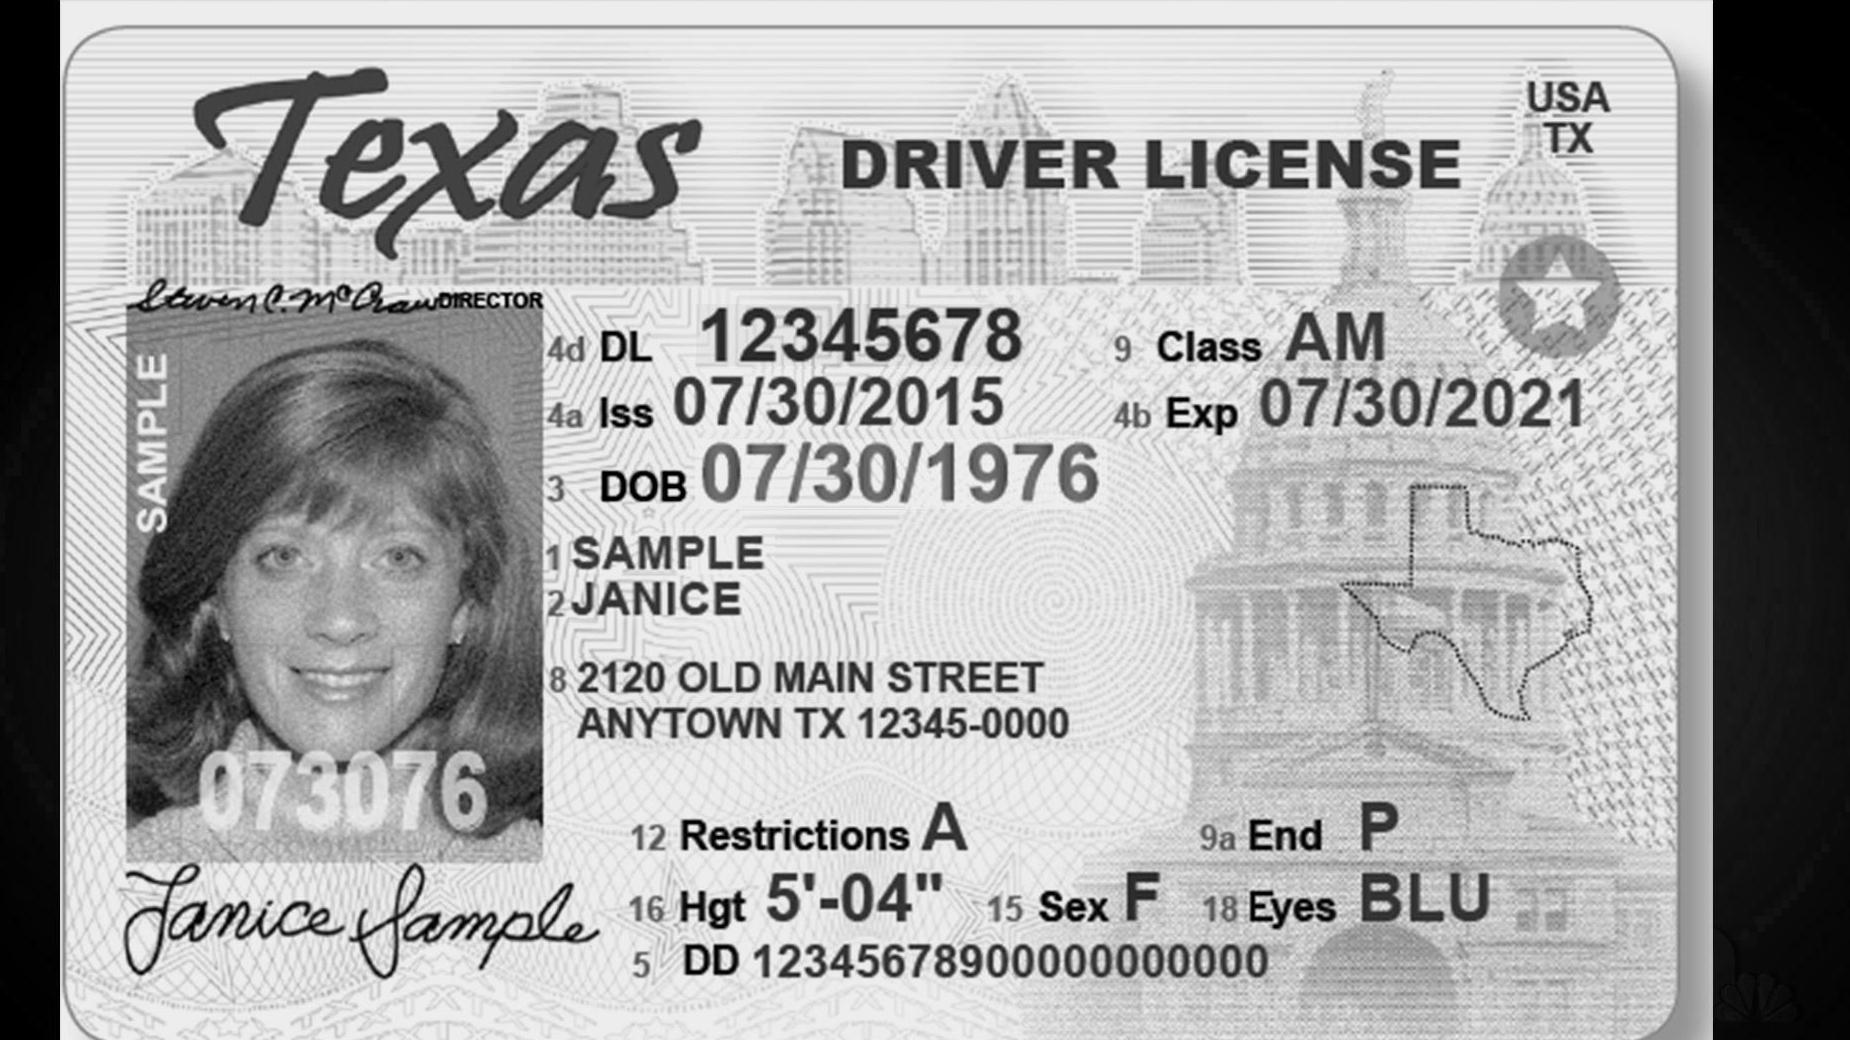 Texas
DRIVER LICENSE
USA
TX
Steven C. McCraw DIRECTOR
SAMPLE
073076
Janice Sample
4d DL 12345678
9 Class AM
4a Iss 07/30/2015
4b Exp 07/30/2021
3 DOB 07/30/1976
1 SAMPLE
2 JANICE
8 2120 OLD MAIN STREET
ANYTOWN TX 12345-0000
12 Restrictions A
9a End P
16 Hgt 5'-04"
15 Sex F
18 Eyes BLU
5 DD 12345678900000000000